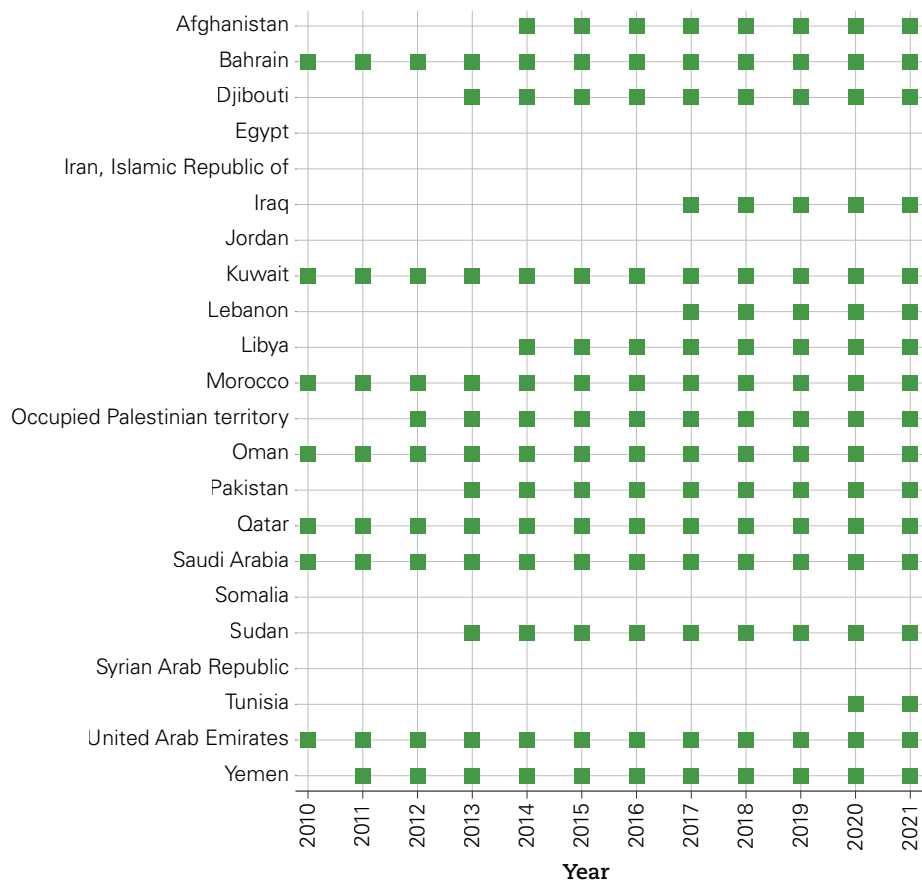 Afghanistan
Bahrain
Djibouti
Egypt
Iran, Islamic Republic of
Iraq
Jordan
Kuwait
Lebanon
Libya
Morocco
Occupied Palestinian territory
Oman
Pakistan
Qatar
Saudi Arabia
Somalia
Sudan
Syrian Arab Republic
Tunisia
United Arab Emirates
Yemen
2010 2011 2012 2013 2014 2015 2016 2017 2018 2019 2020 2021
Year